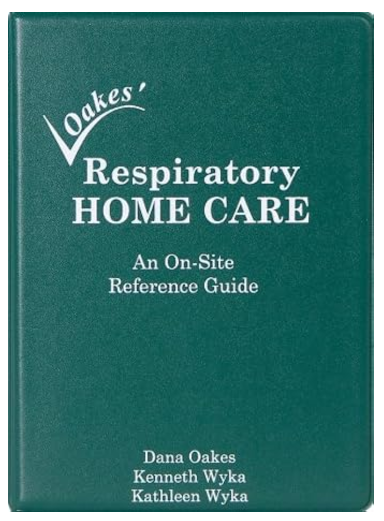 Oakes'
Respiratory
HOME CARE
An On-Site
Reference Guide
Dana Oakes
Kenneth Wyka
Kathleen Wyka